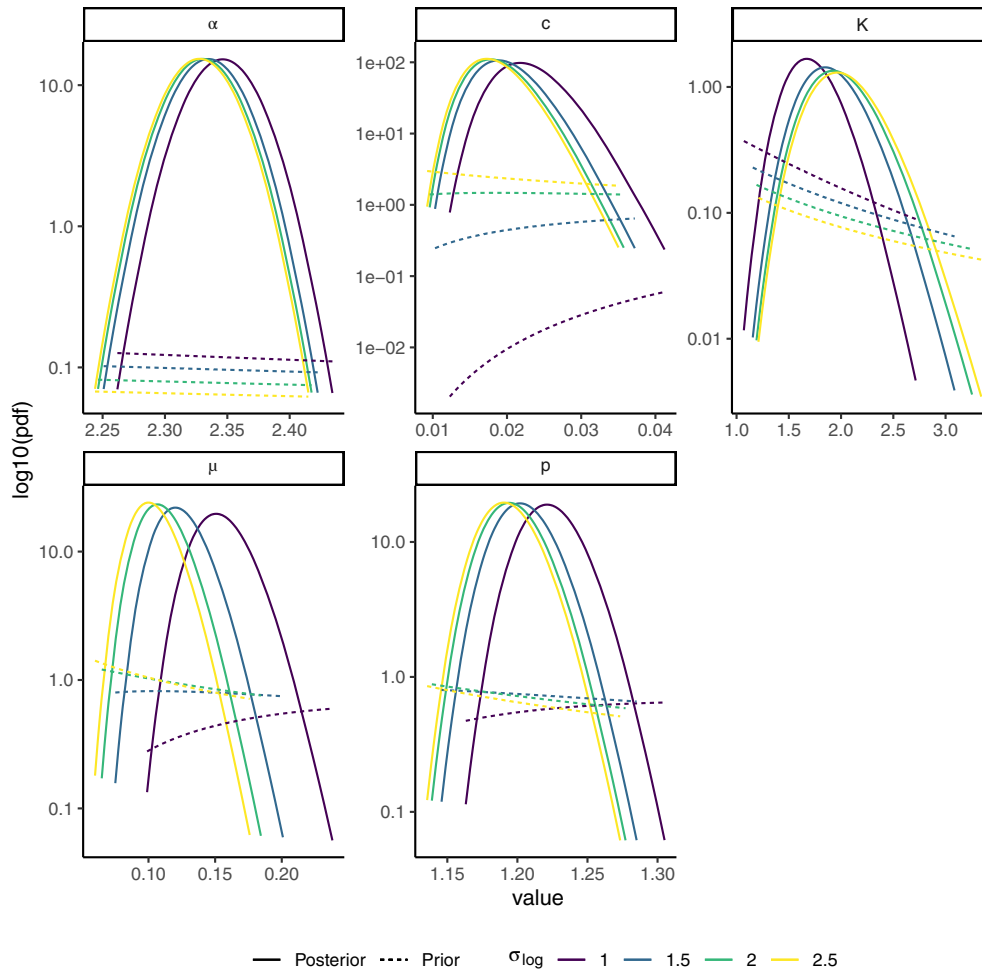 α c K
10.0
1.0
0.1
2.25 2.30 2.35 2.40
1e+02
1e+01
1e+00
1e−01
1e−02
0.01 0.02 0.03 0.04
1.00
0.10
0.01
1.0 1.5 2.0 2.5 3.0
log10(pdf)
μ p
10.0
1.0
0.1
0.10 0.15 0.20
10.0
1.0
0.1
1.15 1.20 1.25 1.30
value
Posterior Prior σlog 1 1.5 2 2.5